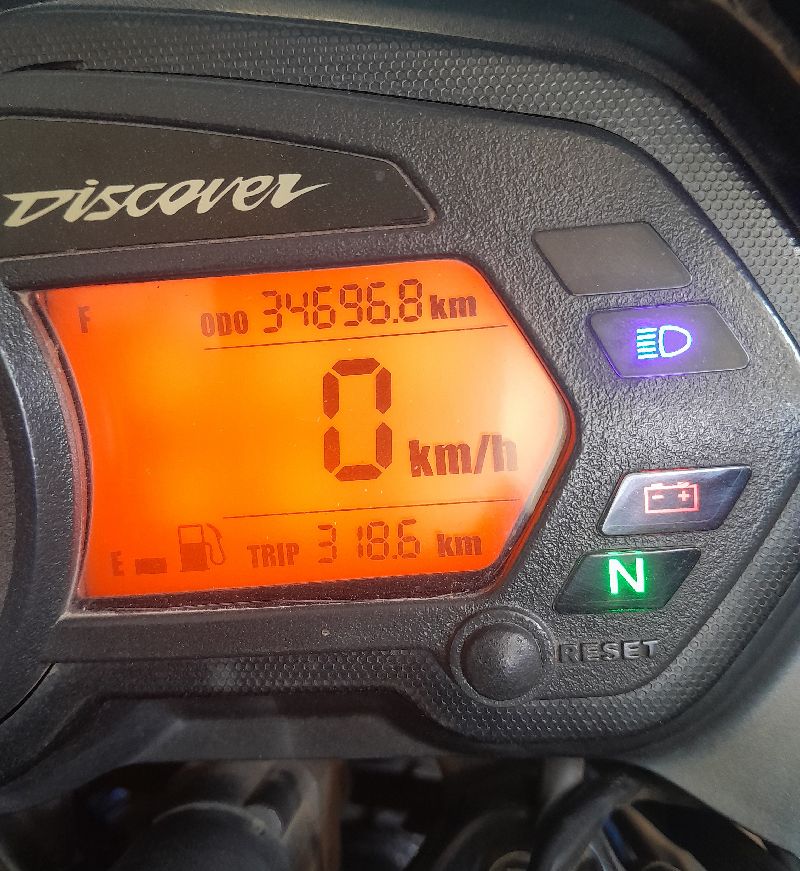 DISCOVER
F
ODO 34696.8 km
0 km/h
E
TRIP 318.6 km
N
RESET